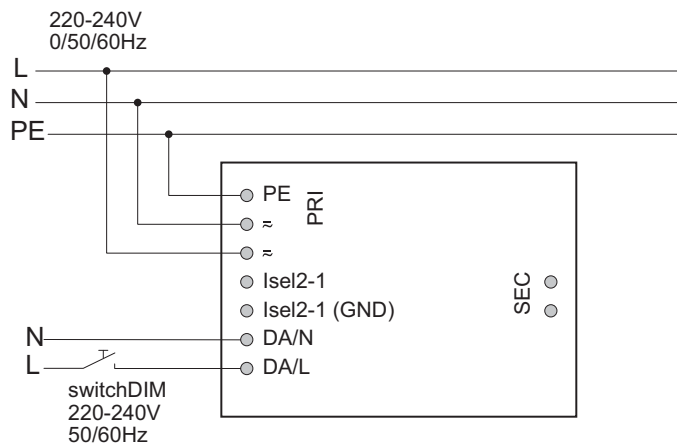 220-240V
0/50/60Hz
L
N
PE
PE
PRI
≂
≂
Isel2-1
Isel2-1 (GND)
SEC
N
DA/N
L
DA/L
switchDIM
220-240V
50/60Hz